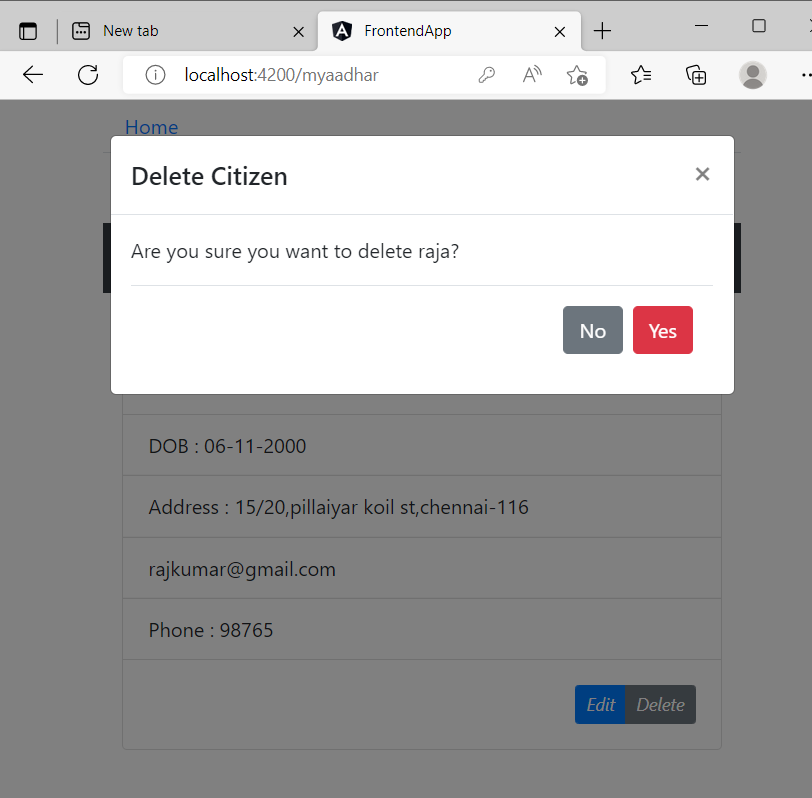 New tab
FrontendApp
localhost:4200/myaadhar
Home
Delete Citizen
×
Are you sure you want to delete raja?
No Yes
DOB : 06-11-2000
Address : 15/20,pillaiyar koil st,chennai-116
rajkumar@gmail.com
Phone : 98765
Edit Delete